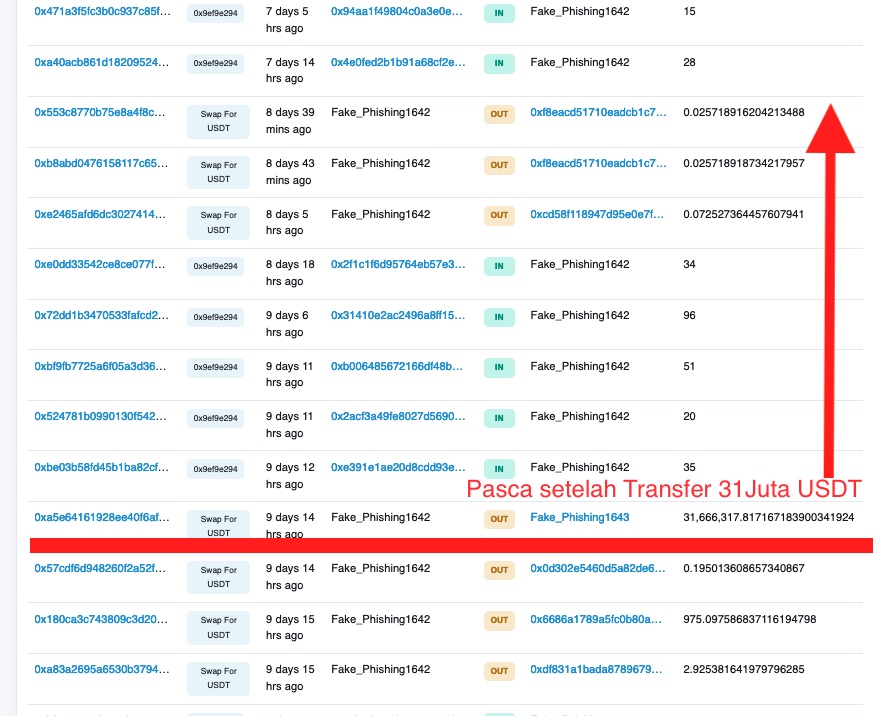 0x471a3f5fc3b0c937c85f... 0x9ef9e294 7 days 5 hrs ago 0x94aa1f49804c0a3e0e... IN Fake_Phishing1642 15
0xa40acb861d18209524... 0x9ef9e294 7 days 14 hrs ago 0x4e0fed2b1b91a68cf2e... IN Fake_Phishing1642 28
0x553c8770b75e8a4f8c... Swap For USDT 8 days 39 mins ago Fake_Phishing1642 OUT 0xf8eacd51710eadcb1c7... 0.025718916204213488
0xb8abd0476158117c65... Swap For USDT 8 days 43 mins ago Fake_Phishing1642 OUT 0xf8eacd51710eadcb1c7... 0.025718918734217957
0xe2465afd6dc3027414... Swap For USDT 8 days 5 hrs ago Fake_Phishing1642 OUT 0xcd58f118947d95e0e7f... 0.072527364457607941
0xe0dd33542ce8ce077f... 0x9ef9e294 8 days 18 hrs ago 0x2f1c1f6d95764eb57e3... IN Fake_Phishing1642 34
0x72dd1b3470533fafcd2... 0x9ef9e294 9 days 6 hrs ago 0x31410e2ac2496a8ff15... IN Fake_Phishing1642 96
0xbf9fb7725a6f05a3d36... 0x9ef9e294 9 days 11 hrs ago 0xb006485672166df48b... IN Fake_Phishing1642 51
0x524781b0990130f542... 0x9ef9e294 9 days 11 hrs ago 0x2acf3a49fe8027d5690... IN Fake_Phishing1642 20
0xbe03b58fd45b1ba82cf... 0x9ef9e294 9 days 12 hrs ago 0xe391e1ae20d8cdd93e... IN Fake_Phishing1642 35
Pasca setelah Transfer 31Juta USDT
0xa5e64161928ee40f6af... Swap For USDT 9 days 14 hrs ago Fake_Phishing1642 OUT Fake_Phishing1643 31,666,317.817167183900341924
0x57cdf6d948260f2a52f... Swap For USDT 9 days 14 hrs ago Fake_Phishing1642 OUT 0x0d302e5460d5a82de6... 0.195013608657340867
0x180ca3c743809c3d20... Swap For USDT 9 days 15 hrs ago Fake_Phishing1642 OUT 0x6686a1789a5fc0b80a... 975.097586837116194798
0xa83a2695a6530b3794... Swap For USDT 9 days 15 hrs ago Fake_Phishing1642 OUT 0xdf831a1bada8789679... 2.925381641979796285